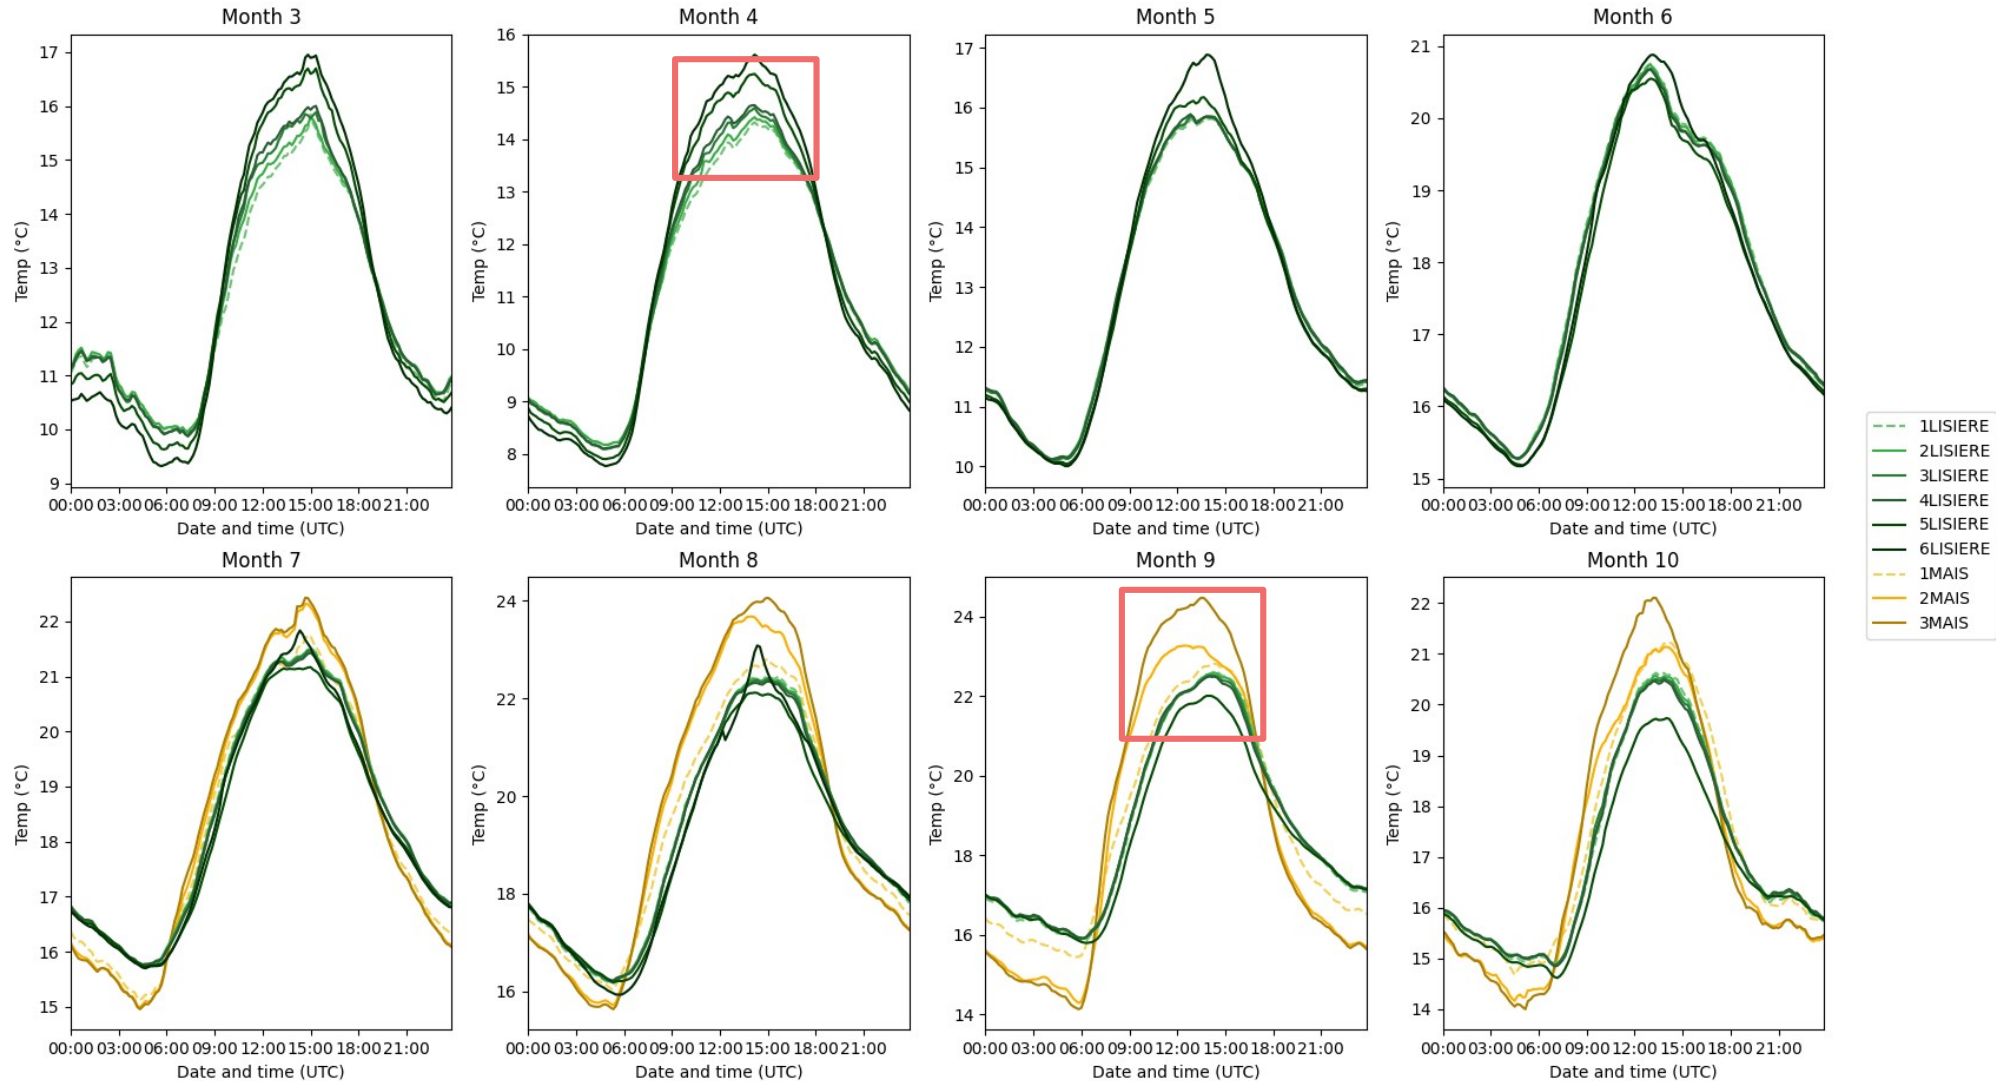 Month 3
Month 4
Month 5
Month 6
17
16
15
14
13
12
11
10
9
Temp (°C)
00:00 03:00 06:00 09:00 12:00 15:00 18:00 21:00
Date and time (UTC)
16
15
14
13
12
11
10
9
8
Temp (°C)
00:00 03:00 06:00 09:00 12:00 15:00 18:00 21:00
Date and time (UTC)
17
16
15
14
13
12
11
10
Temp (°C)
00:00 03:00 06:00 09:00 12:00 15:00 18:00 21:00
Date and time (UTC)
21
20
19
18
17
16
15
Temp (°C)
00:00 03:00 06:00 09:00 12:00 15:00 18:00 21:00
Date and time (UTC)
1LISIERE
2LISIERE
3LISIERE
4LISIERE
5LISIERE
6LISIERE
1MAIS
2MAIS
3MAIS
Month 7
Month 8
Month 9
Month 10
22
21
20
19
18
17
16
15
Temp (°C)
00:00 03:00 06:00 09:00 12:00 15:00 18:00 21:00
Date and time (UTC)
24
22
20
18
16
Temp (°C)
00:00 03:00 06:00 09:00 12:00 15:00 18:00 21:00
Date and time (UTC)
24
22
20
18
16
14
Temp (°C)
00:00 03:00 06:00 09:00 12:00 15:00 18:00 21:00
Date and time (UTC)
22
21
20
19
18
17
16
15
14
Temp (°C)
00:00 03:00 06:00 09:00 12:00 15:00 18:00 21:00
Date and time (UTC)